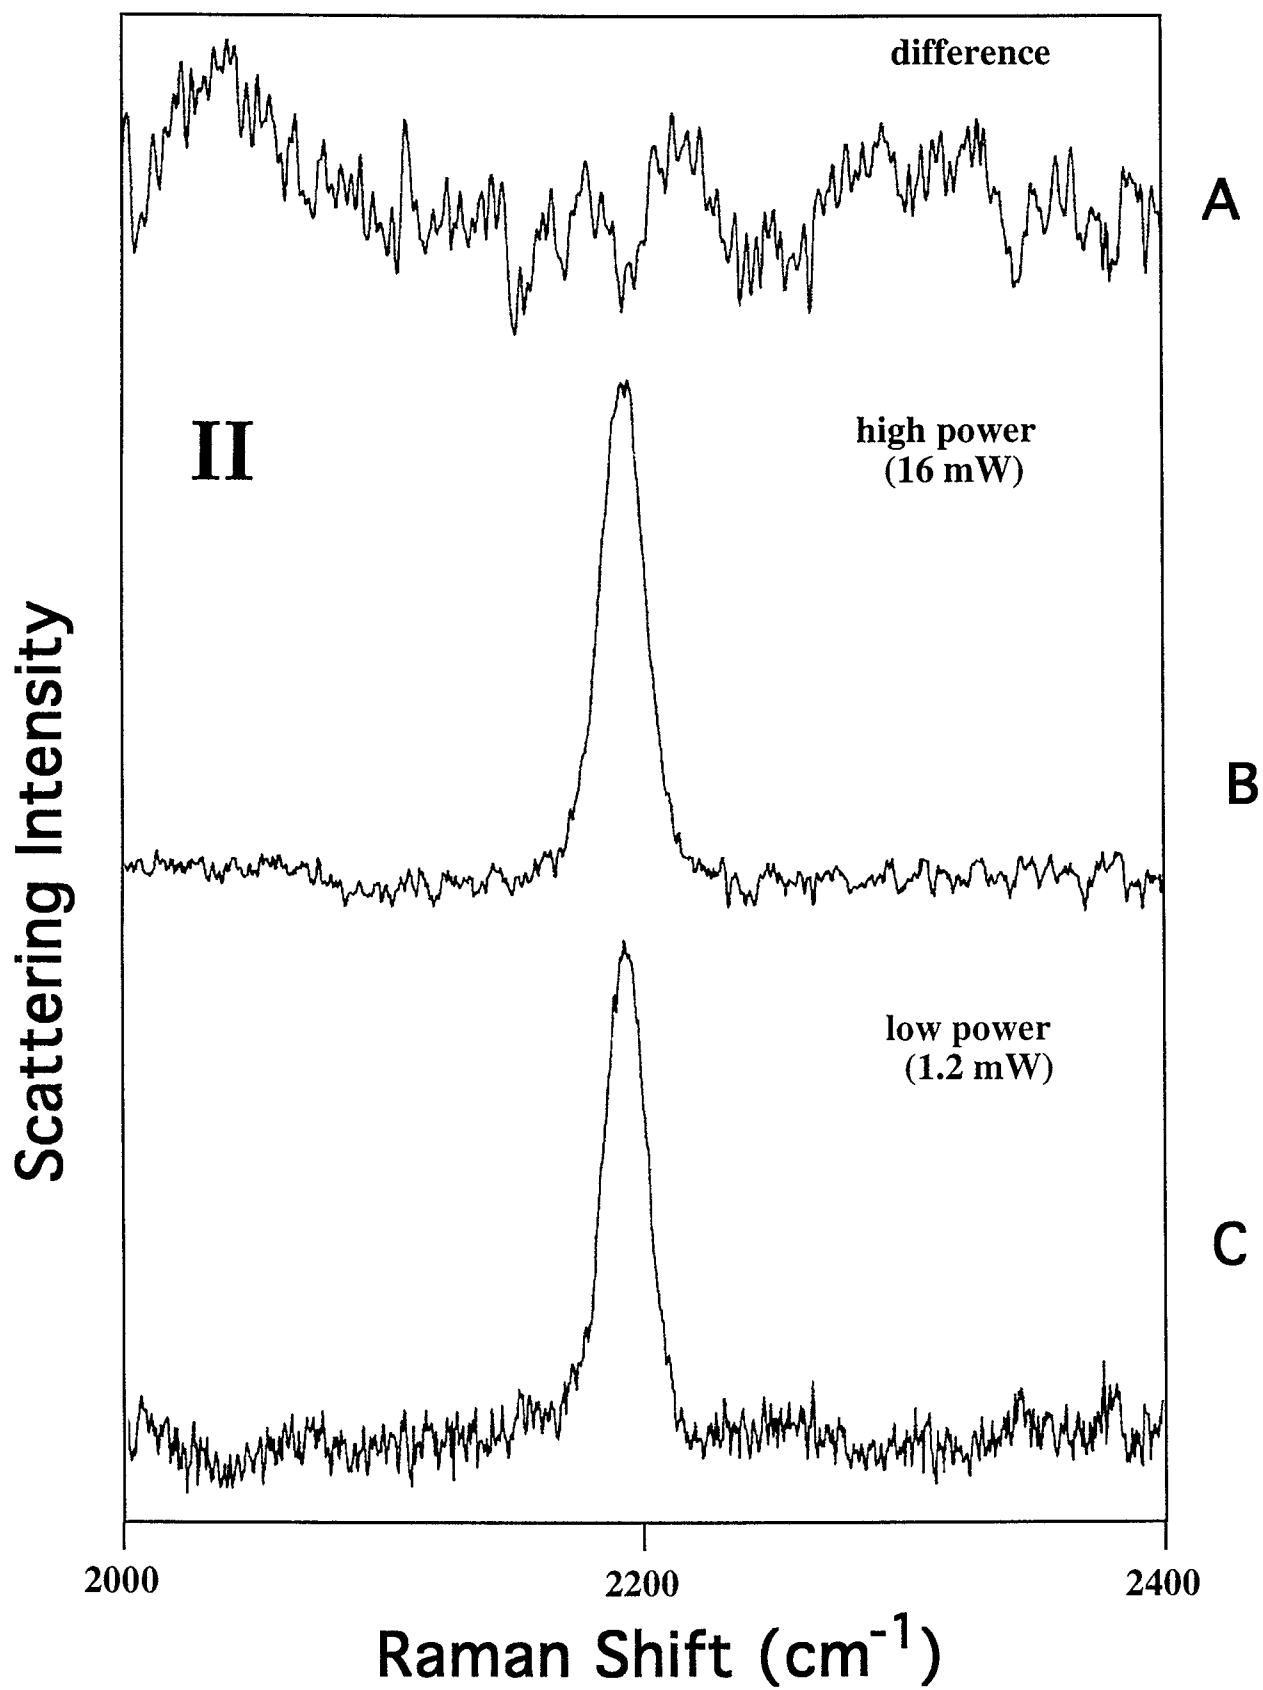 difference
A
II
high power
(16 mW)
B
Scattering Intensity
low power
(1.2 mW)
C
2000
2200
2400
Raman Shift (cm⁻¹)